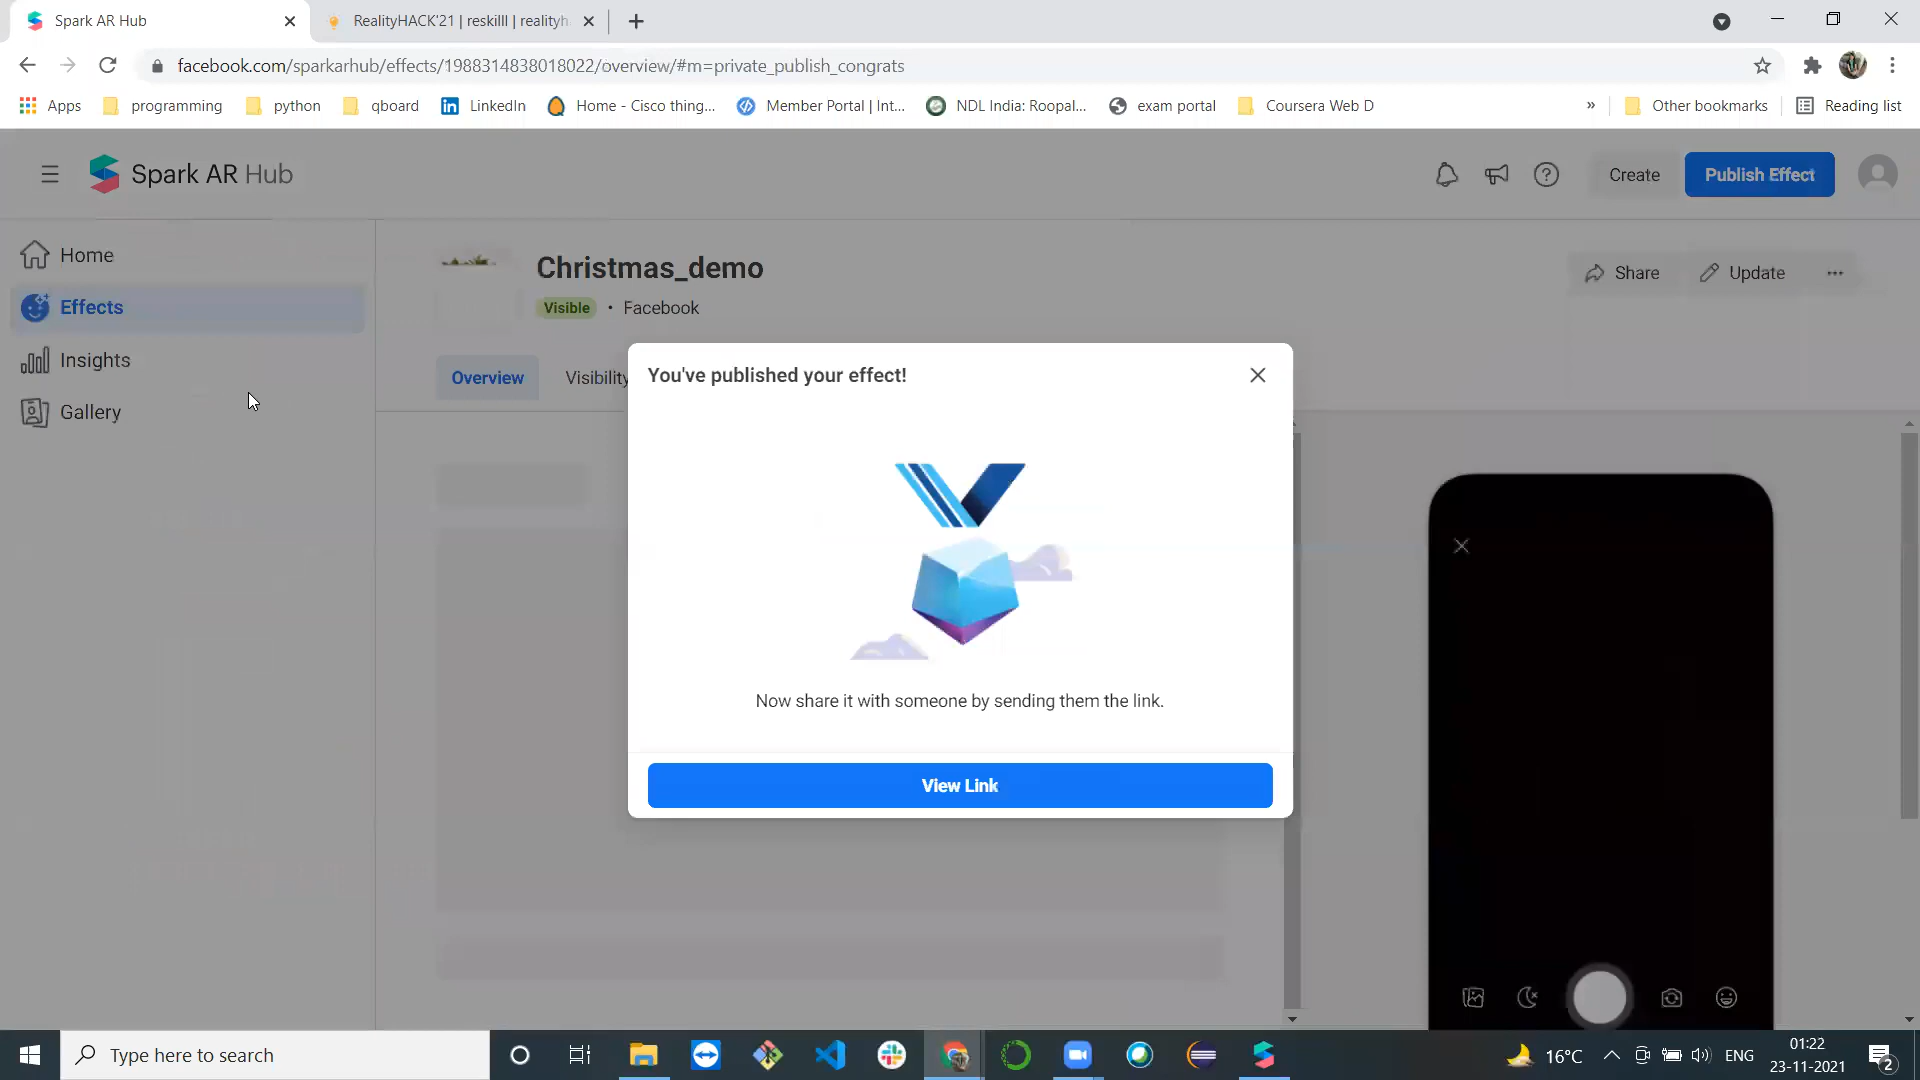 Spark AR Hub
RealityHACK'21 | reskilll | realityh
facebook.com/sparkarhub/effects/1988314838018022/overview/#m=private_publish_congrats
Apps programming python qboard LinkedIn Home - Cisco thing... Member Portal | Int... NDL India: Roopal... exam portal Coursera Web D » Other bookmarks Reading list
Spark AR Hub Create Publish Effect
Home
Effects
Insights
Gallery
Christmas_demo
Visible • Facebook
Share Update ...
Overview Visibility
You've published your effect!
Now share it with someone by sending them the link.
View Link
Type here to search
16°C ENG
01:22
23-11-2021
2